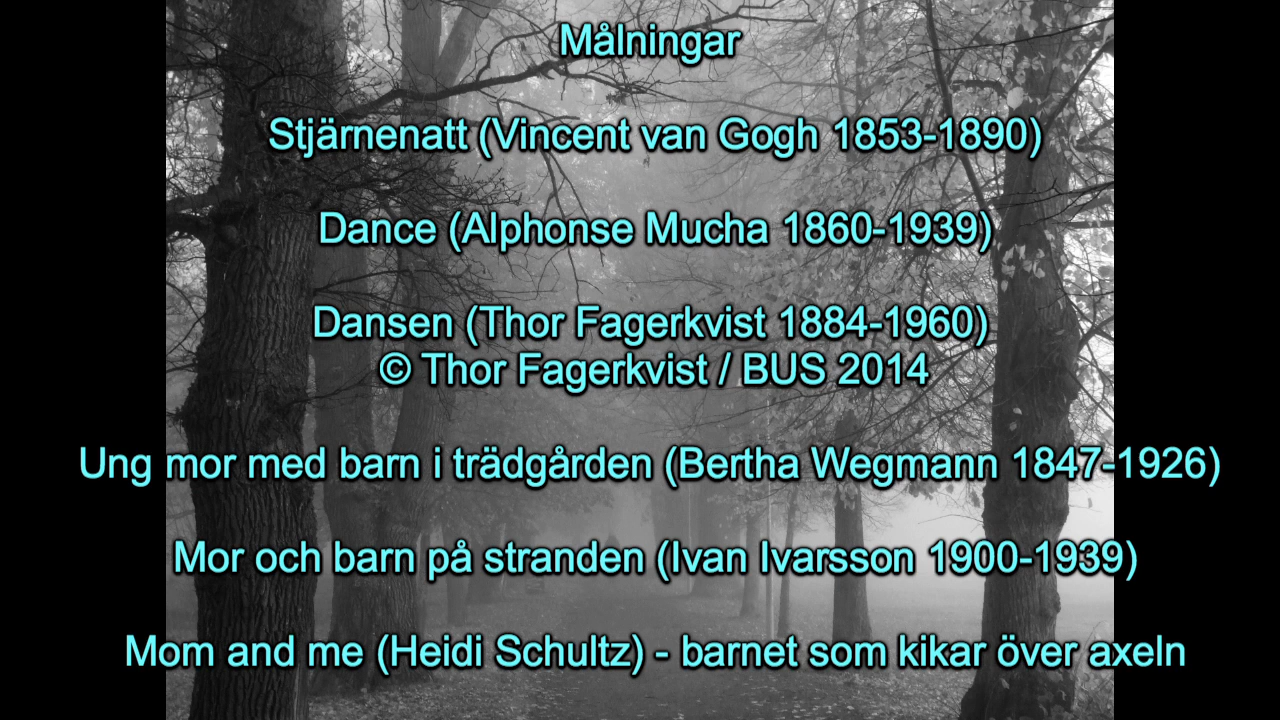 Målningar
Stjärnenatt (Vincent van Gogh 1853-1890)
Dance (Alphonse Mucha 1860-1939)
Dansen (Thor Fagerkvist 1884-1960)
© Thor Fagerkvist / BUS 2014
Ung mor med barn i trädgården (Bertha Wegmann 1847-1926)
Mor och barn på stranden (Ivan Ivarsson 1900-1939)
Mom and me (Heidi Schultz) - barnet som kikar över axeln